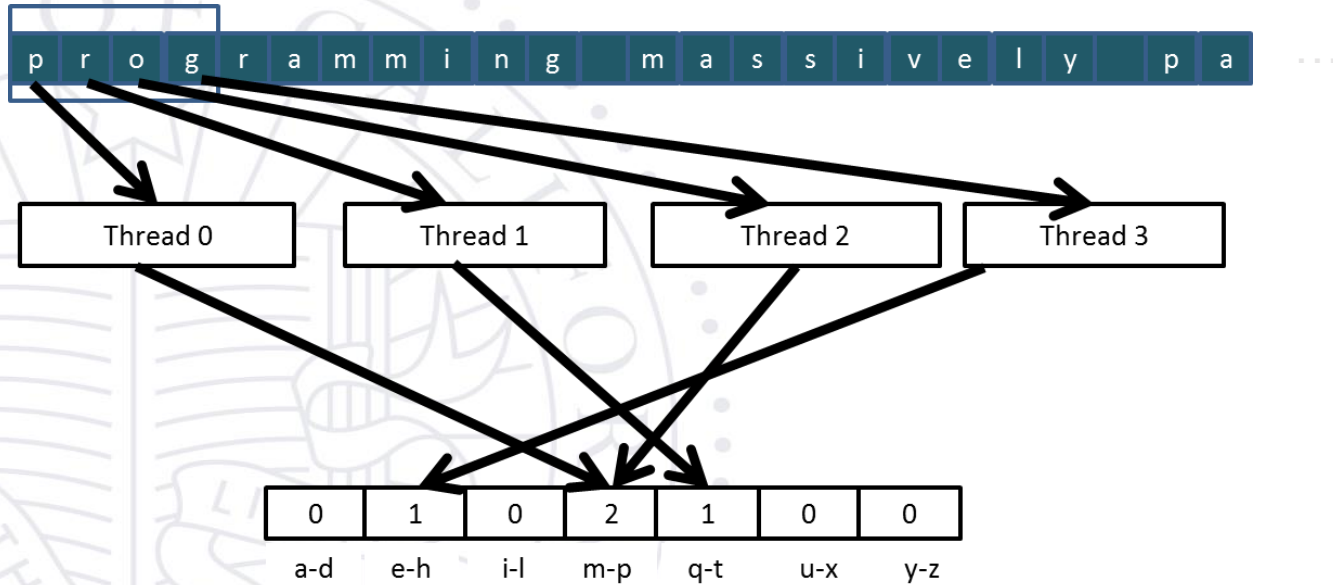 p r o g r a m m i n g m a s s i v e l y p a
Thread 0 Thread 1 Thread 2 Thread 3
0 1 0 2 1 0 0
a-d e-h i-l m-p q-t u-x y-z